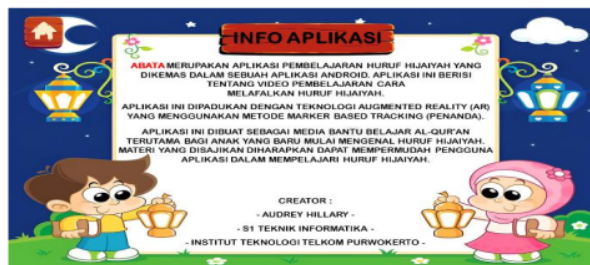 INFO APLIKASI
ABATA MERUPAKAN APLIKASI PEMBELAJARAN HURUF HIJAIYAH YANG
DIKEMAS DALAM SEBUAH APLIKASI ANDROID. APLIKASI INI BERISI
TENTANG VIDEO PEMBELAJARAN CARA
MELAFALKAN HURUF HIJAIYAH.
APLIKASI INI DIPADUKAN DENGAN TEKNOLOGI AUGMENTED REALITY (AR)
YANG MENGGUNAKAN METODE MARKER BASED TRACKING (PENANDA).
APLIKASI INI DIBUAT SEBAGAI MEDIA BANTU BELAJAR AL-QUR'AN
TERUTAMA BAGI ANAK YANG BARU MULAI MENGENAL HURUF HIJAIYAH.
MATERI YANG DISAJIKAN DIHARAPKAN DAPAT MEMPERMUDAH PENGGUNA
APLIKASI DALAM MEMPELAJARI HURUF HIJAIYAH.
CREATOR :
- AUDREY HILLARY -
- S1 TEKNIK INFORMATIKA -
- INSTITUT TEKNOLOGI TELKOM PURWOKERTO -